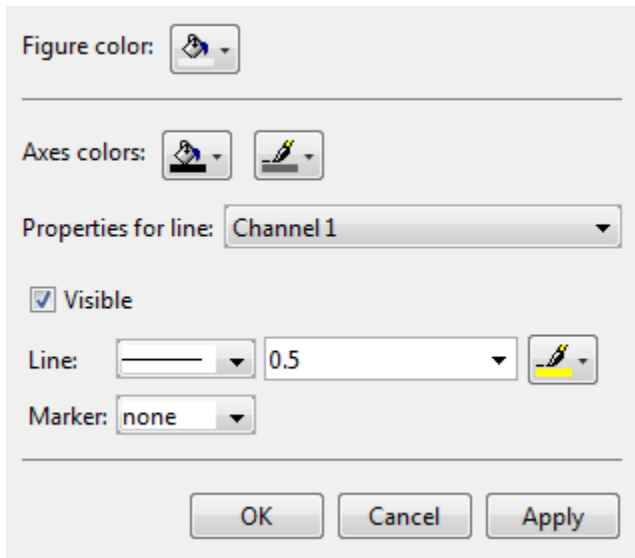 Figure color:
Axes colors:
Properties for line: Channel 1
Visible
Line: 0.5
Marker: none
OK Cancel Apply